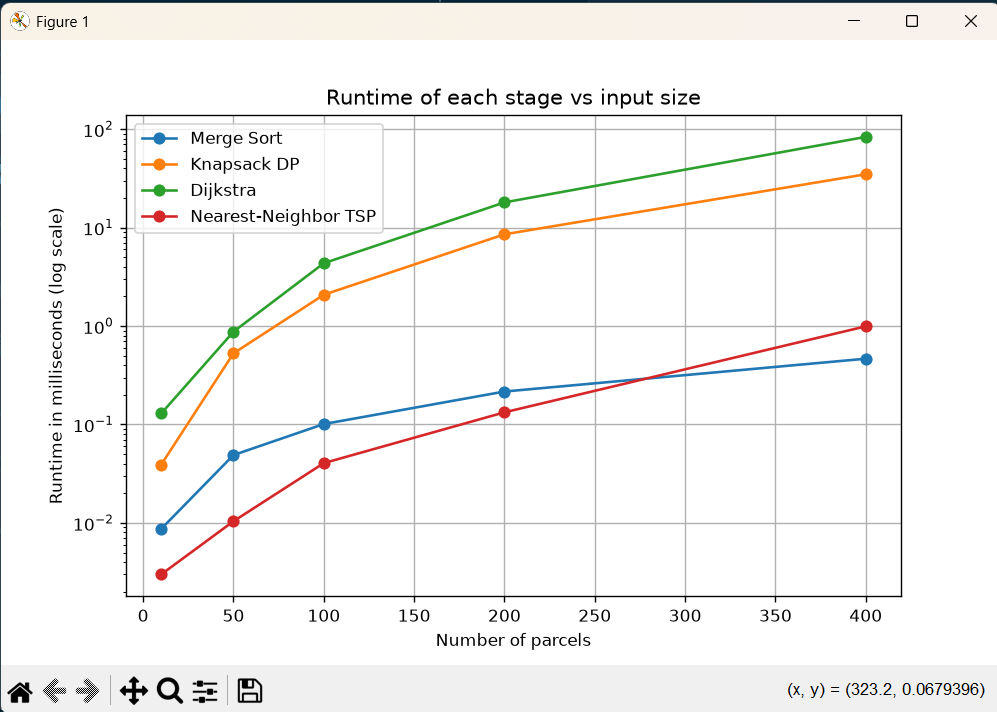 Figure 1
Runtime of each stage vs input size
Merge Sort
Knapsack DP
Dijkstra
Nearest-Neighbor TSP
Runtime in milliseconds (log scale)
10²
10¹
10⁰
10⁻¹
10⁻²
0 50 100 150 200 250 300 350 400
Number of parcels
(x, y) = (323.2, 0.0679396)